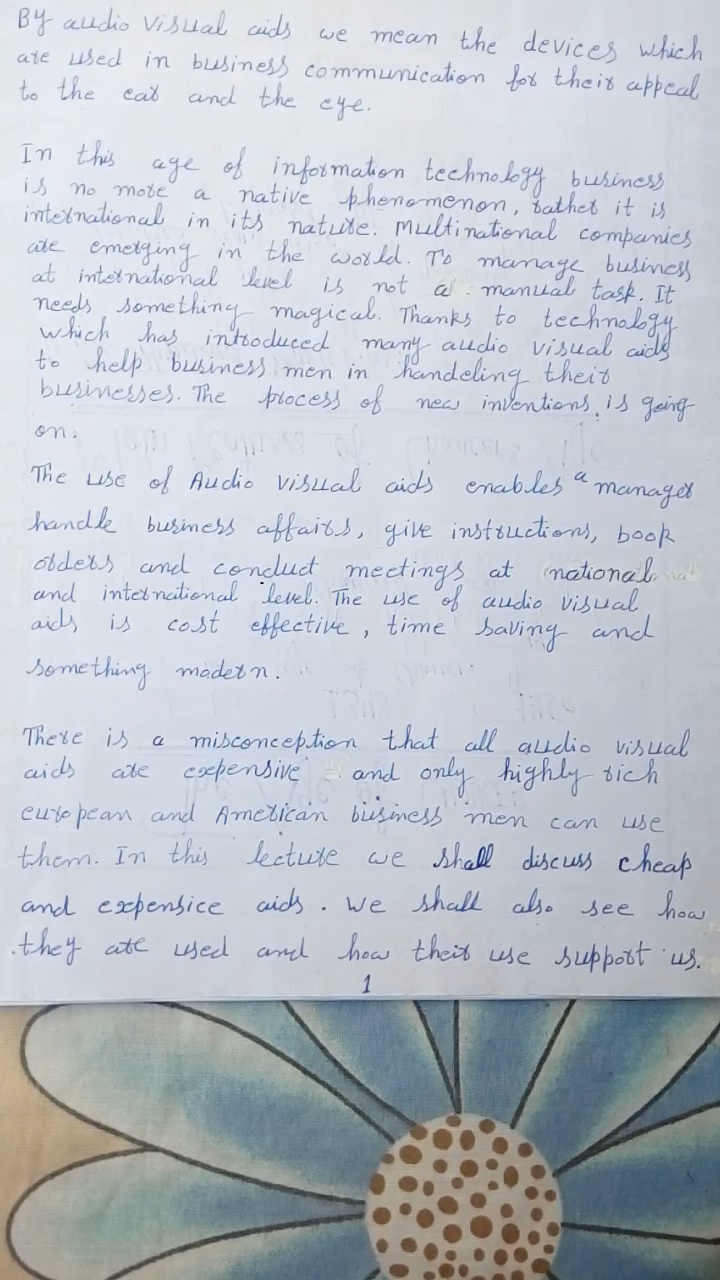 By audio visual aids we mean the devices which
are used in business communication for their appeal
to the ear and the eye.
In this age of information technology business
is no more a native phenomenon, rather it is
international in its nature. Multinational companies
are emerging in the world. To manage business
at international level is not a manual task. It
needs something magical. Thanks to technology
which has introduced many audio visual aids
to help business men in handeling their
businesses. The process of new inventions is going
on.
The use of Audio visual aids enables a manager
handle business affairs, give instructions, book
orders and conduct meetings at national
and international level. The use of audio visual
aids is cost effective, time saving and
something modern.
There is a misconception that all audio visual
aids are expensive and only highly rich
european and American business men can use
them. In this lecture we shall discuss cheap
and expensice aids. We shall also see how
they are used and how their use support us.
1